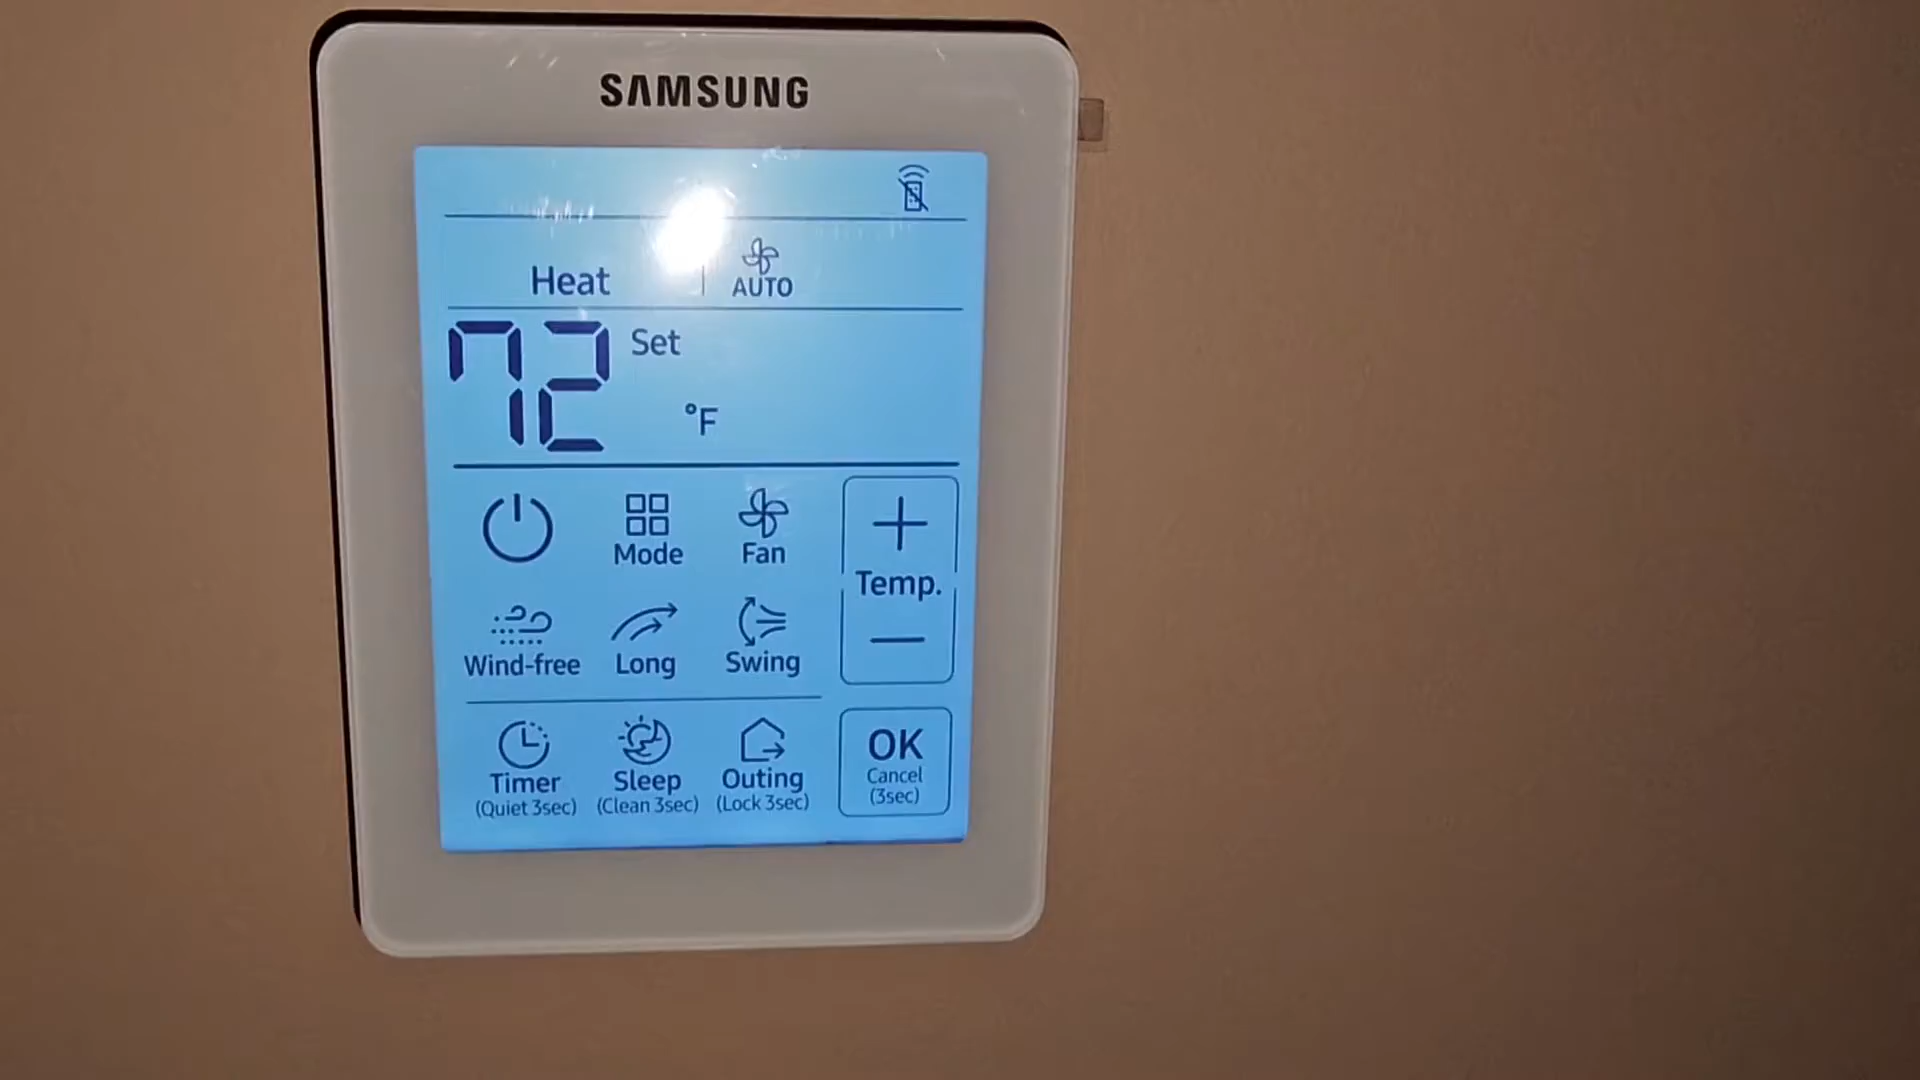 SAMSUNG
Heat
AUTO
72 Set
°F
Mode
Fan
Temp.
Wind-free
Long
Swing
Timer
(Quiet 3sec)
Sleep
(Clean 3sec)
Outing
(Lock 3sec)
OK
Cancel
(3sec)